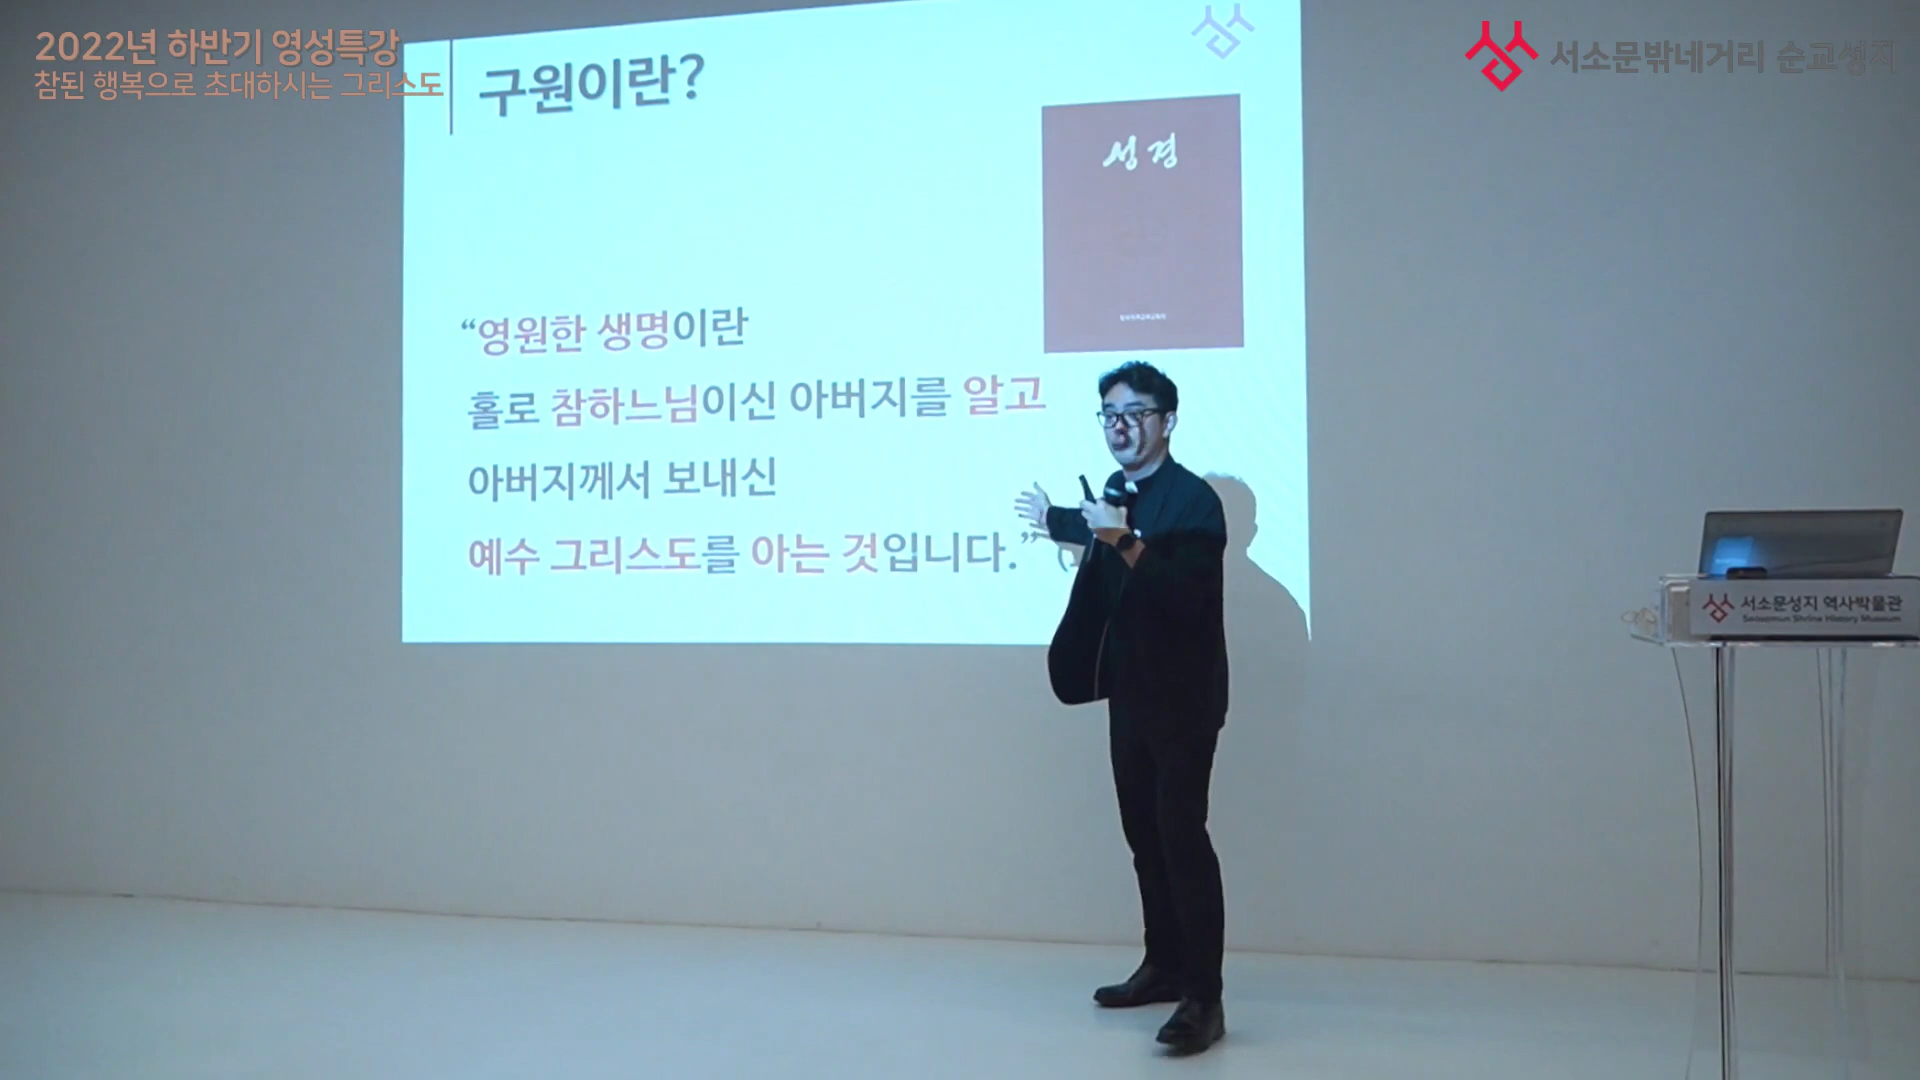 2022년 하반기 영성특강
참된 행복으로 초대하시는 그리스도
서소문밖네거리 순교성지
구원이란?
성경
“영원한 생명이란
홀로 참하느님이신 아버지를 알고
아버지께서 보내신
예수 그리스도를 아는 것입니다.”
서소문성지 역사박물관
Seosomun Shrine History Museum